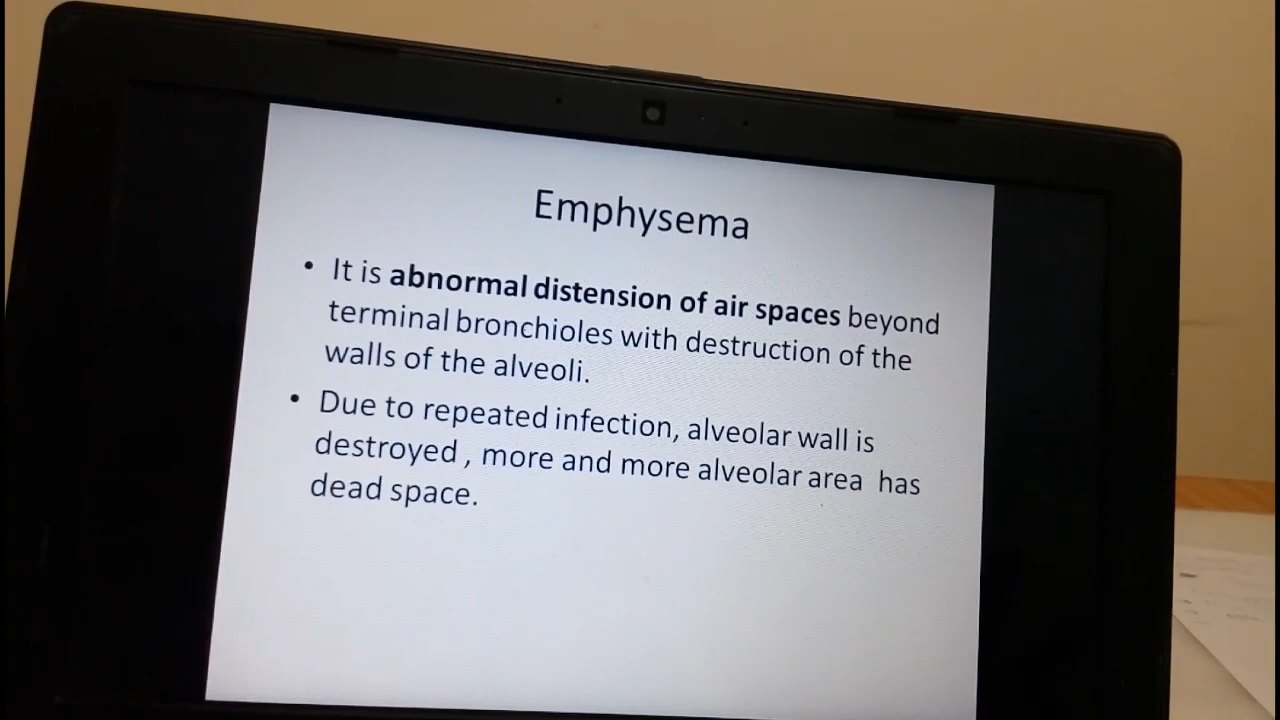 Emphysema
• It is abnormal distension of air spaces beyond
terminal bronchioles with destruction of the
walls of the alveoli.
• Due to repeated infection, alveolar wall is
destroyed , more and more alveolar area has
dead space.